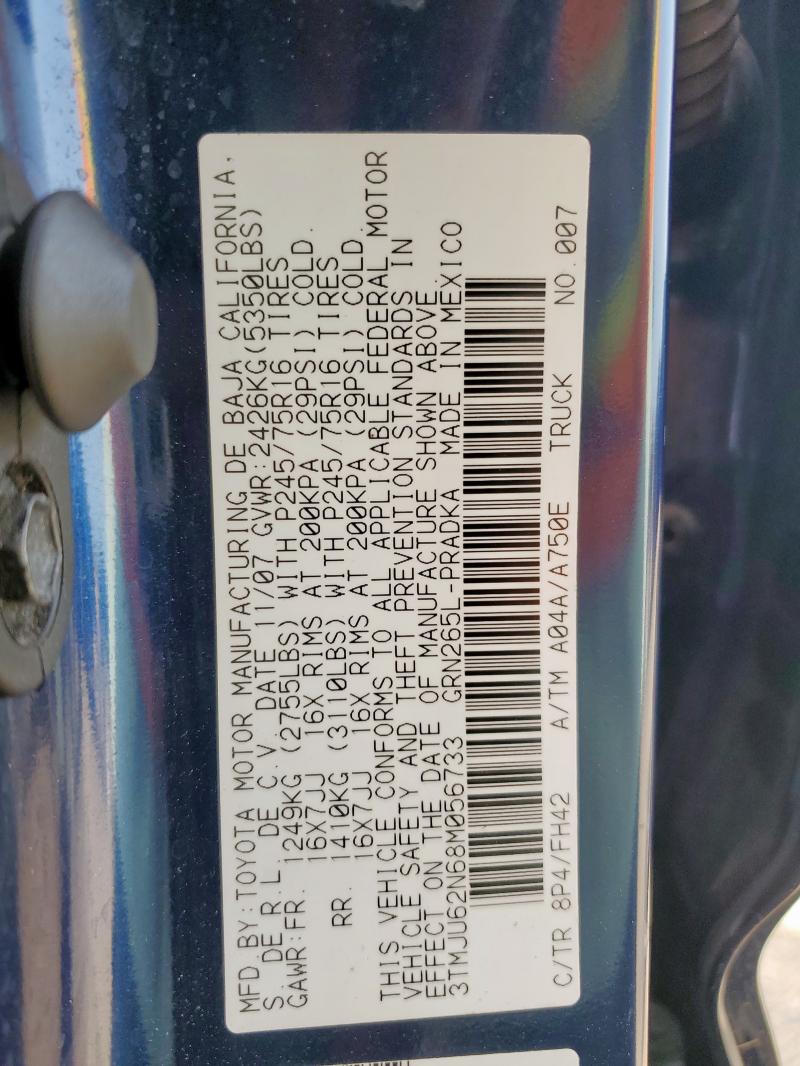 MFD.BY:TOYOTA MOTOR MANUFACTURING DE BAJA CALIFORNIA,
S. DE R.L. DE C.V. DATE 11/07 GVWR:2426KG(5350LBS)
GAWR:FR. 1249KG (2755LBS) WITH P245/75R16 TIRES
16X7JJ 16X RIMS AT 200KPA (29PSI) COLD.
RR. 1410KG (3110LBS) WITH P245/75R16 TIRES
16X7JJ 16X RIMS AT 200KPA (29PSI) COLD.
THIS VEHICLE CONFORMS TO ALL APPLICABLE FEDERAL MOTOR
VEHICLE SAFETY AND THEFT PREVENTION STANDARDS IN
EFFECT ON THE DATE OF MANUFACTURE SHOWN ABOVE.
3TMJU62N68M056733 GRN265L-PRADKA MADE IN MEXICO
C/TR 8P4/FH42 A/TM A04A/A750E TRUCK NO.007